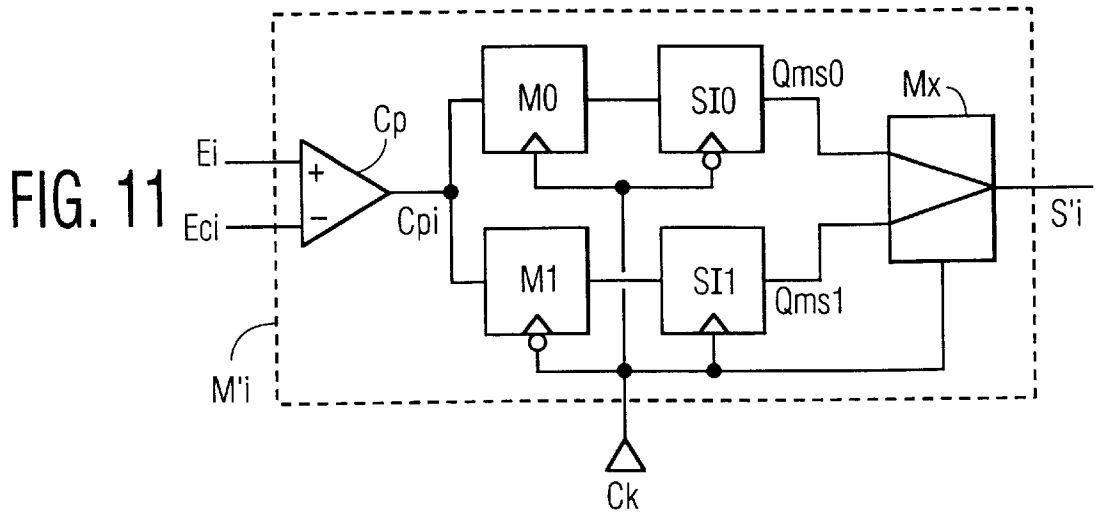 FIG. 11
Ei
Eci
Cp
+
−
Cpi
M0
SI0
Qms0
Mx
M1
SI1
Qms1
S'i
M'i
Ck